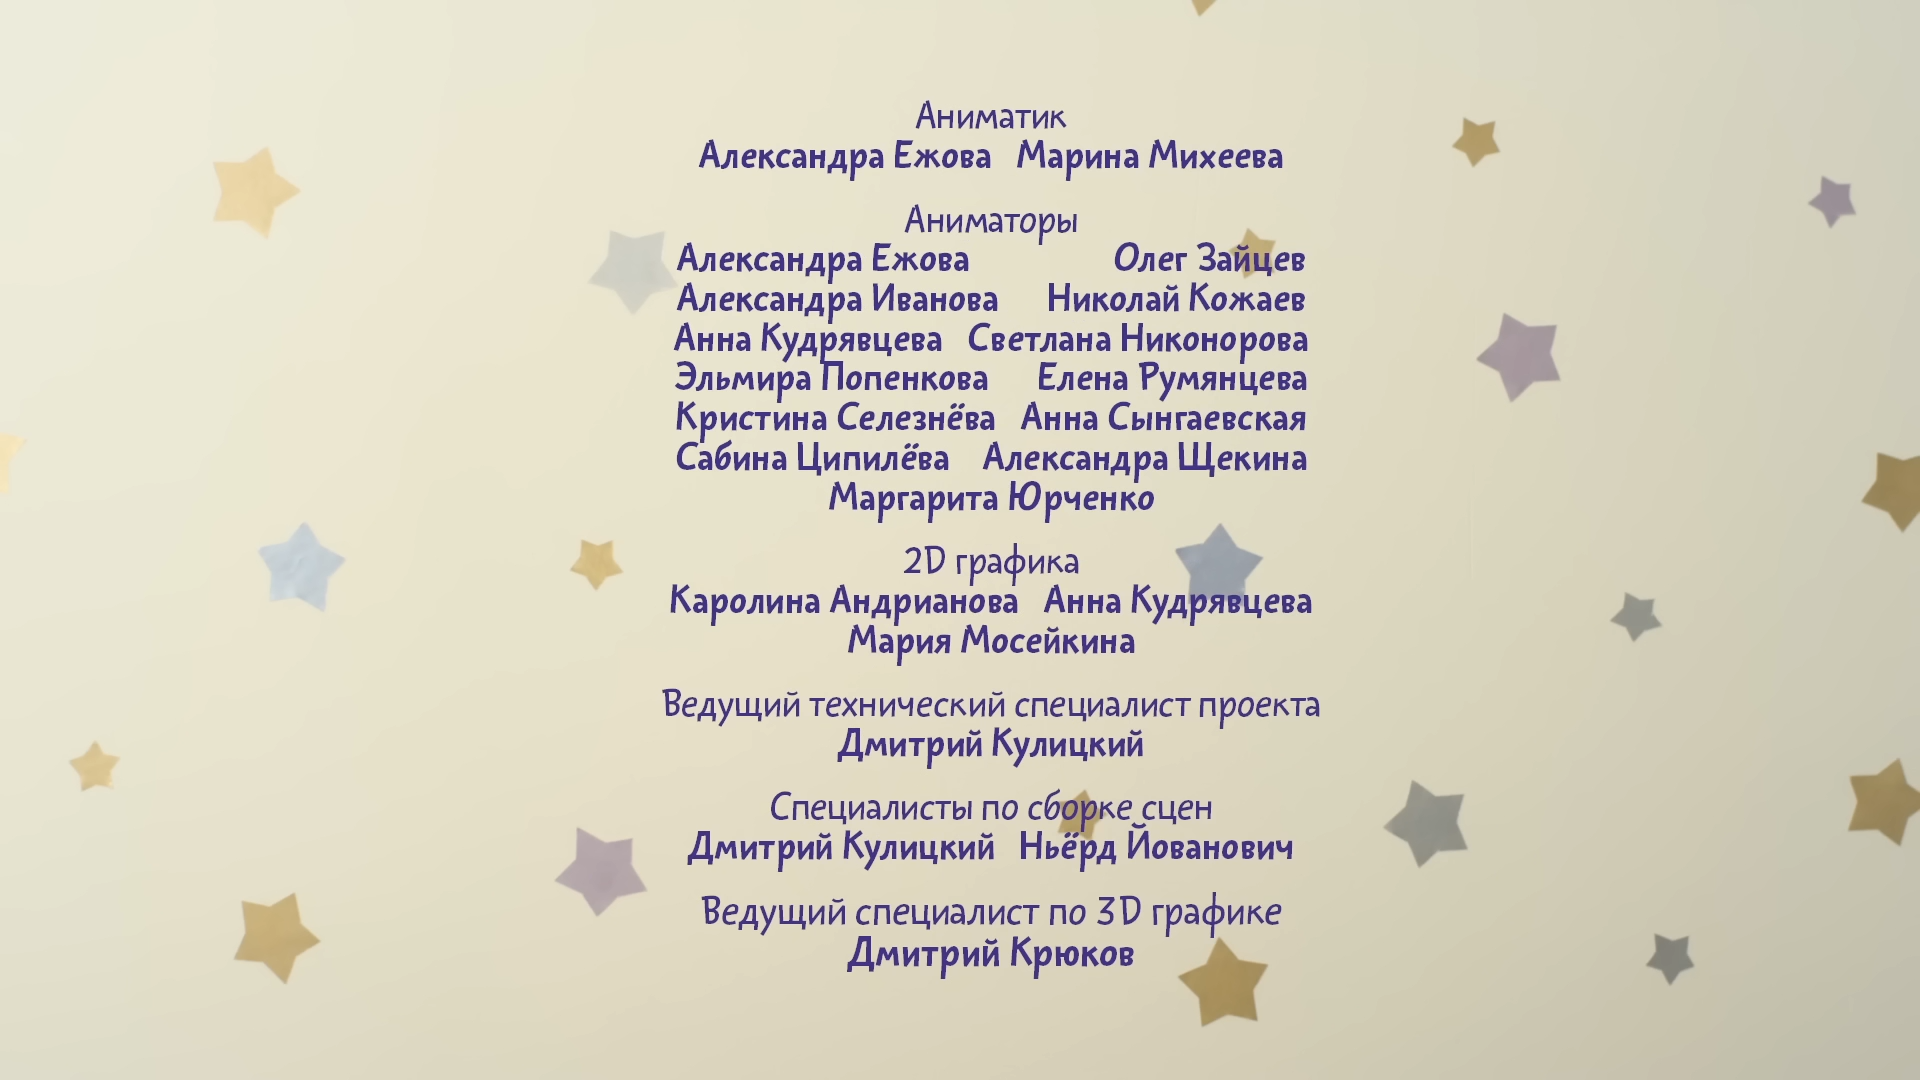 Аниматик
Александра Ежова Марина Михеева
Аниматоры
Александра Ежова Олег Зайцев
Александра Иванова Николай Кожаев
Анна Кудрявцева Светлана Никонорова
Эльмира Попенкова Елена Румянцева
Кристина Селезнёва Анна Сынгаевская
Сабина Ципилёва Александра Щекина
Маргарита Юрченко
2D графика
Каролина Андрианова Анна Кудрявцева
Мария Мосейкина
Ведущий технический специалист проекта
Дмитрий Кулицкий
Специалисты по сборке сцен
Дмитрий Кулицкий Ньёрд Йованович
Ведущий специалист по 3D графике
Дмитрий Крюков